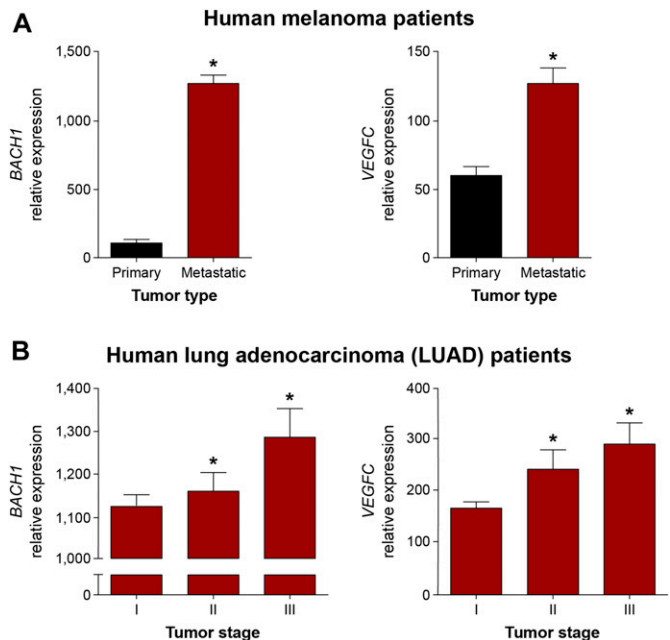 A
Human melanoma patients
BACH1
relative expression
1,500
1,000
500
0
*
Primary
Metastatic
Tumor type
VEGFC
relative expression
150
100
50
0
*
Primary
Metastatic
Tumor type
B
Human lung adenocarcinoma (LUAD) patients
BACH1
relative expression
1,400
1,300
1,200
1,100
1,000
0
*
*
I
II
III
Tumor stage
VEGFC
relative expression
400
300
200
100
0
*
*
I
II
III
Tumor stage